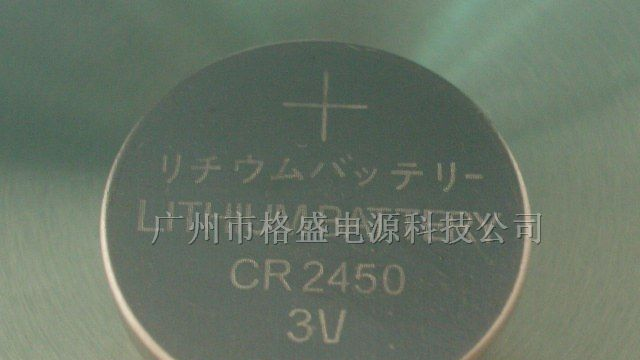 +
リチウムバッテリー
LITHIUM BATTERY
广州市格盛电源科技公司
CR2450
3V